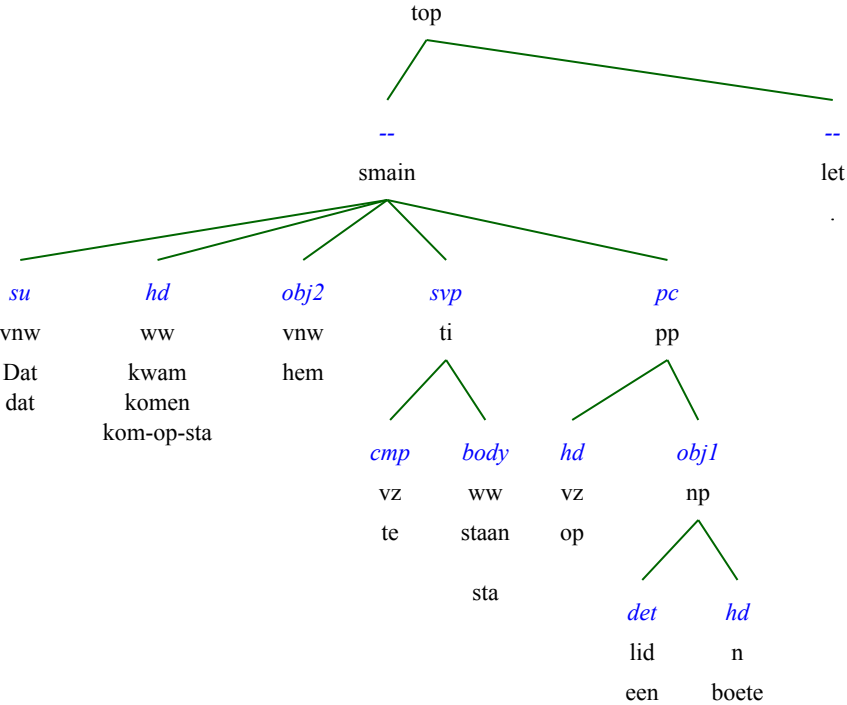 top
-- --
smain let
.
su hd obj2 svp pc
vnw ww vnw ti pp
Dat kwam hem
dat komen
kom-op-sta
cmp body hd obj1
vz ww vz np
te staan op
sta
det hd
lid n
een boete